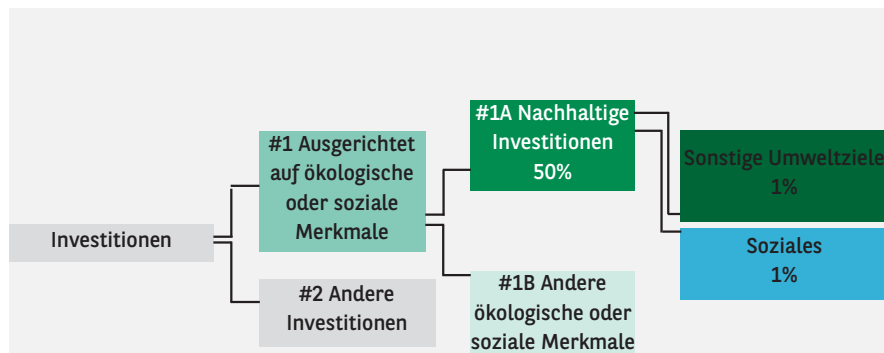 Investitionen
#1 Ausgerichtet
auf ökologische
oder soziale
Merkmale
#2 Andere
Investitionen
#1A Nachhaltige
Investitionen
50%
#1B Andere
ökologische oder
soziale Merkmale
Sonstige Umweltziele
1%
Soziales
1%